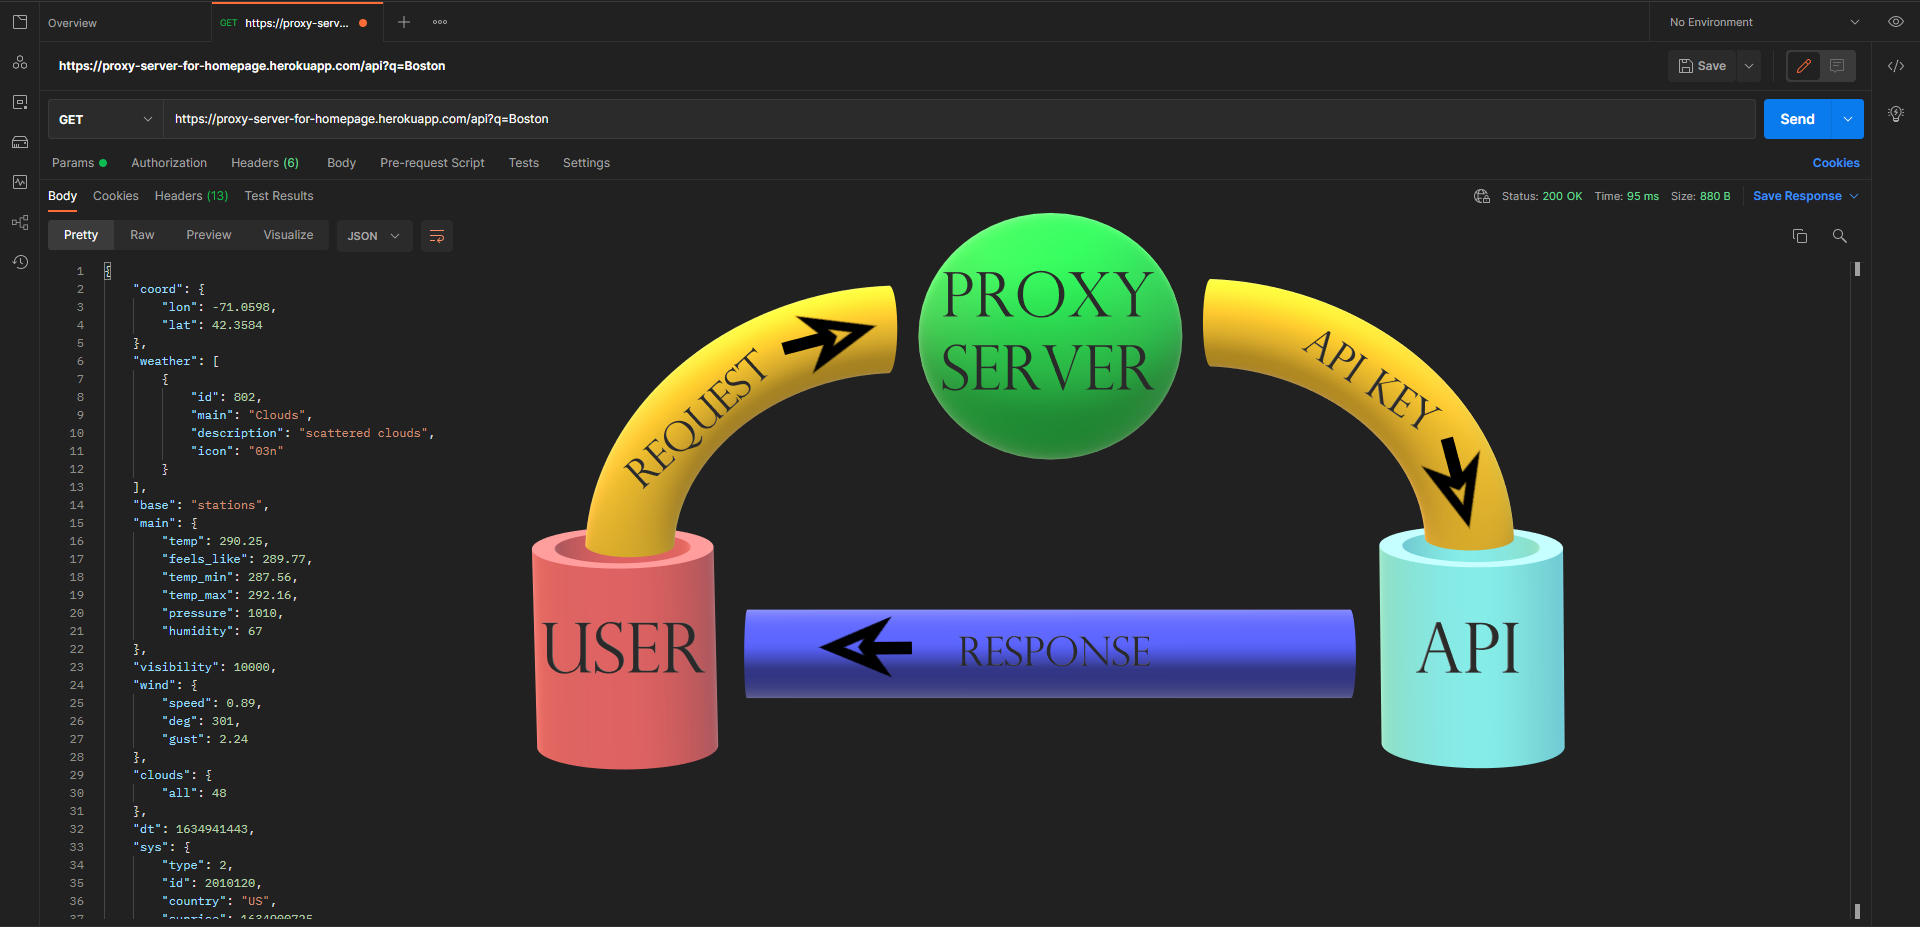 Overview
GET https://proxy-serv...
No Environment
https://proxy-server-for-homepage.herokuapp.com/api?q=Boston
Save
GET
https://proxy-server-for-homepage.herokuapp.com/api?q=Boston
Send
Params Authorization Headers (6) Body Pre-request Script Tests Settings Cookies
Body Cookies Headers (13) Test Results
Status: 200 OK Time: 95 ms Size: 880 B Save Response
Pretty Raw Preview Visualize JSON
1 {
2 "coord": {
3 "lon": -71.0598,
4 "lat": 42.3584
5 },
6 "weather": [
7 {
8 "id": 802,
9 "main": "Clouds",
10 "description": "scattered clouds",
11 "icon": "03n"
12 }
13 ],
14 "base": "stations",
15 "main": {
16 "temp": 290.25,
17 "feels_like": 289.77,
18 "temp_min": 287.56,
19 "temp_max": 292.16,
20 "pressure": 1010,
21 "humidity": 67
22 },
23 "visibility": 10000,
24 "wind": {
25 "speed": 0.89,
26 "deg": 301,
27 "gust": 2.24
28 },
29 "clouds": {
30 "all": 48
31 },
32 "dt": 1634941443,
33 "sys": {
34 "type": 2,
35 "id": 2010120,
36 "country": "US",
37 "sunrise": 1634900725
PROXY
SERVER
REQUEST
API KEY
USER
RESPONSE
API